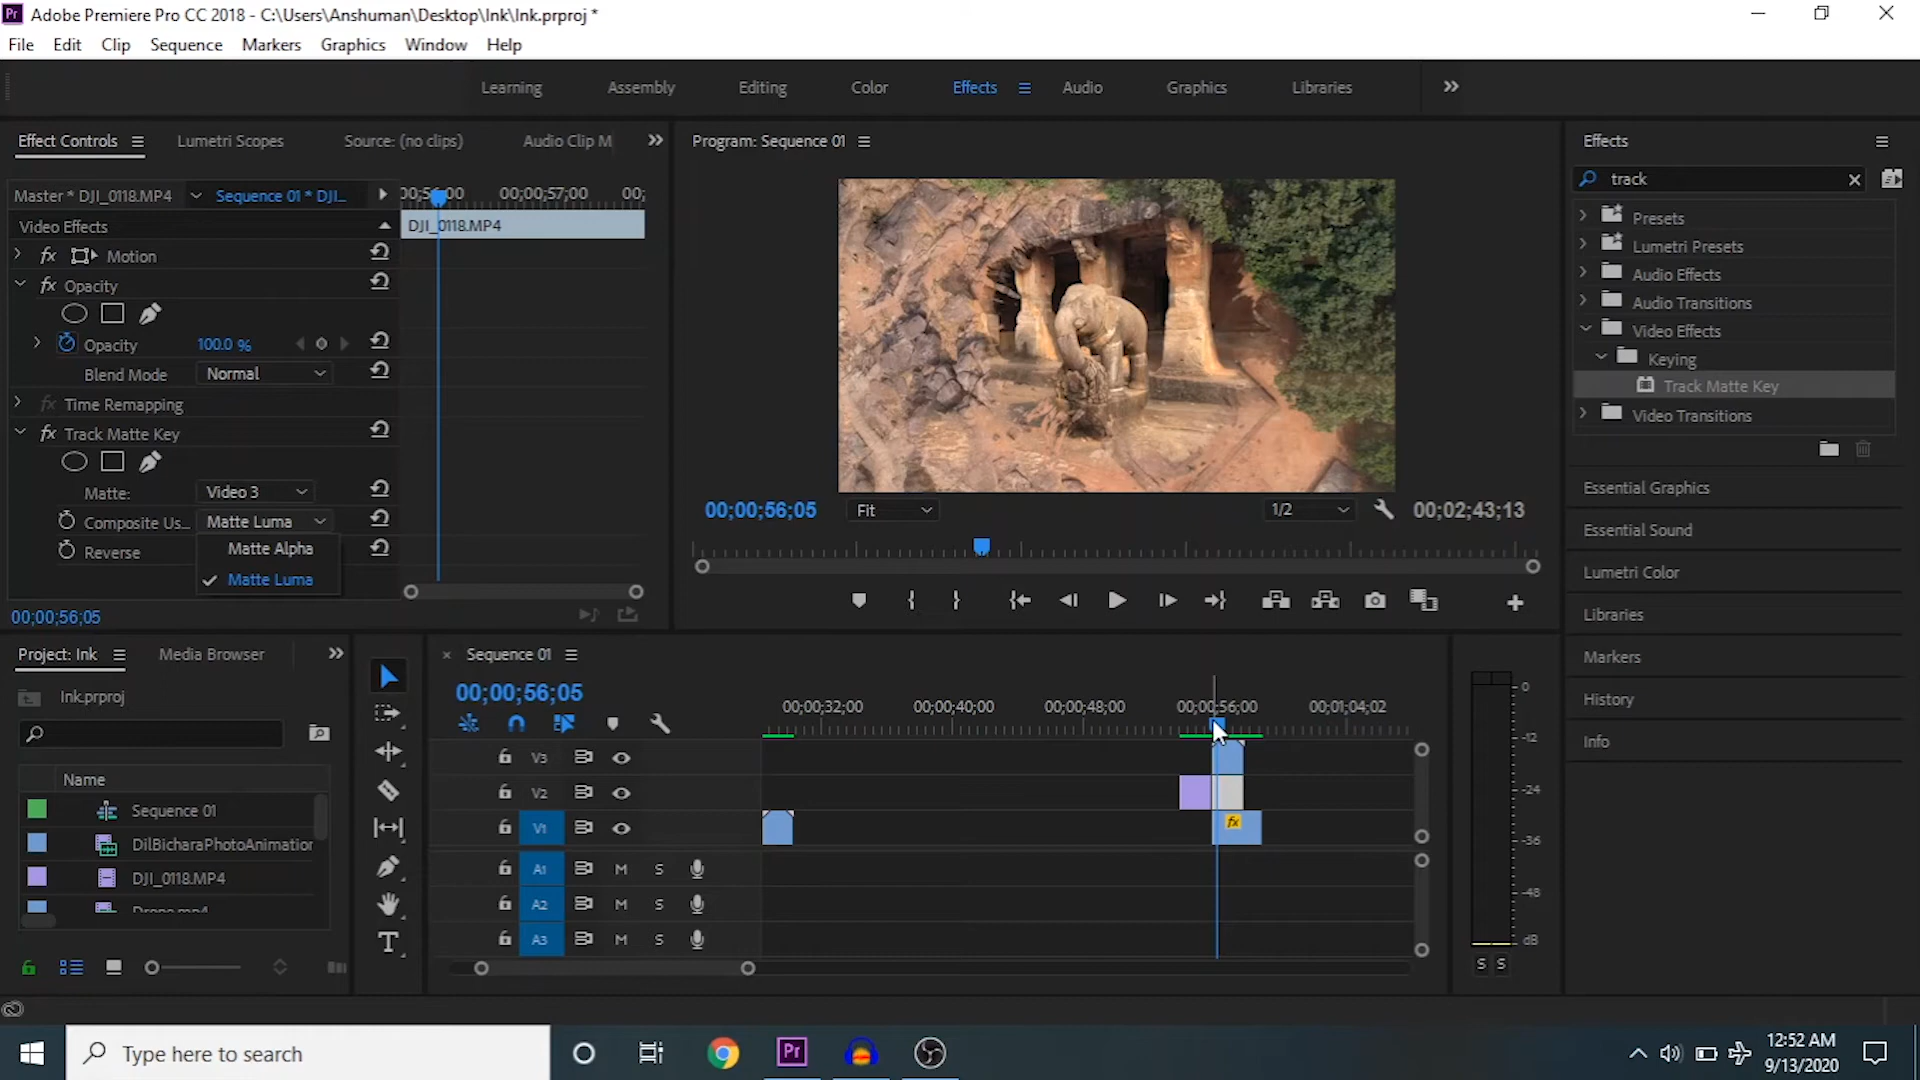 Pr Adobe Premiere Pro CC 2018 - C:\Users\Anshuman\Desktop\Ink\Ink.prproj *
File Edit Clip Sequence Markers Graphics Window Help
Learning Assembly Editing Color Effects Audio Graphics Libraries
Effect Controls Lumetri Scopes Source: (no clips) Audio Clip M
Master * DJI_0118.MP4 Sequence 01 * DJI...
00;00;57;00 00;
Video Effects
DJI_0118.MP4
fx Motion
fx Opacity
Opacity 100.0 %
Blend Mode Normal
fx Time Remapping
fx Track Matte Key
Matte: Video 3
Composite Us... Matte Luma
Reverse
Matte Alpha
Matte Luma
00;00;56;05
Program: Sequence 01
00;00;56;05 Fit 1/2 00;02;43;13
Effects
track
Presets
Lumetri Presets
Audio Effects
Audio Transitions
Video Effects
Keying
Track Matte Key
Video Transitions
Essential Graphics
Essential Sound
Lumetri Color
Libraries
Markers
History
Info
Project: Ink Media Browser
Ink.prproj
Name
Sequence 01
DilBicharaPhotoAnimation
DJI_0118.MP4
Drone.mp4
Sequence 01
00;00;56;05
00;00;32;00 00;00;40;00 00;00;48;00 00;00;56;00 00;01;04;02
V3
V2
V1 fx
A1 M S
A2 M S
A3 M S
0
-12
-24
-36
-48
dB
S S
Type here to search
Pr
12:52 AM
9/13/2020